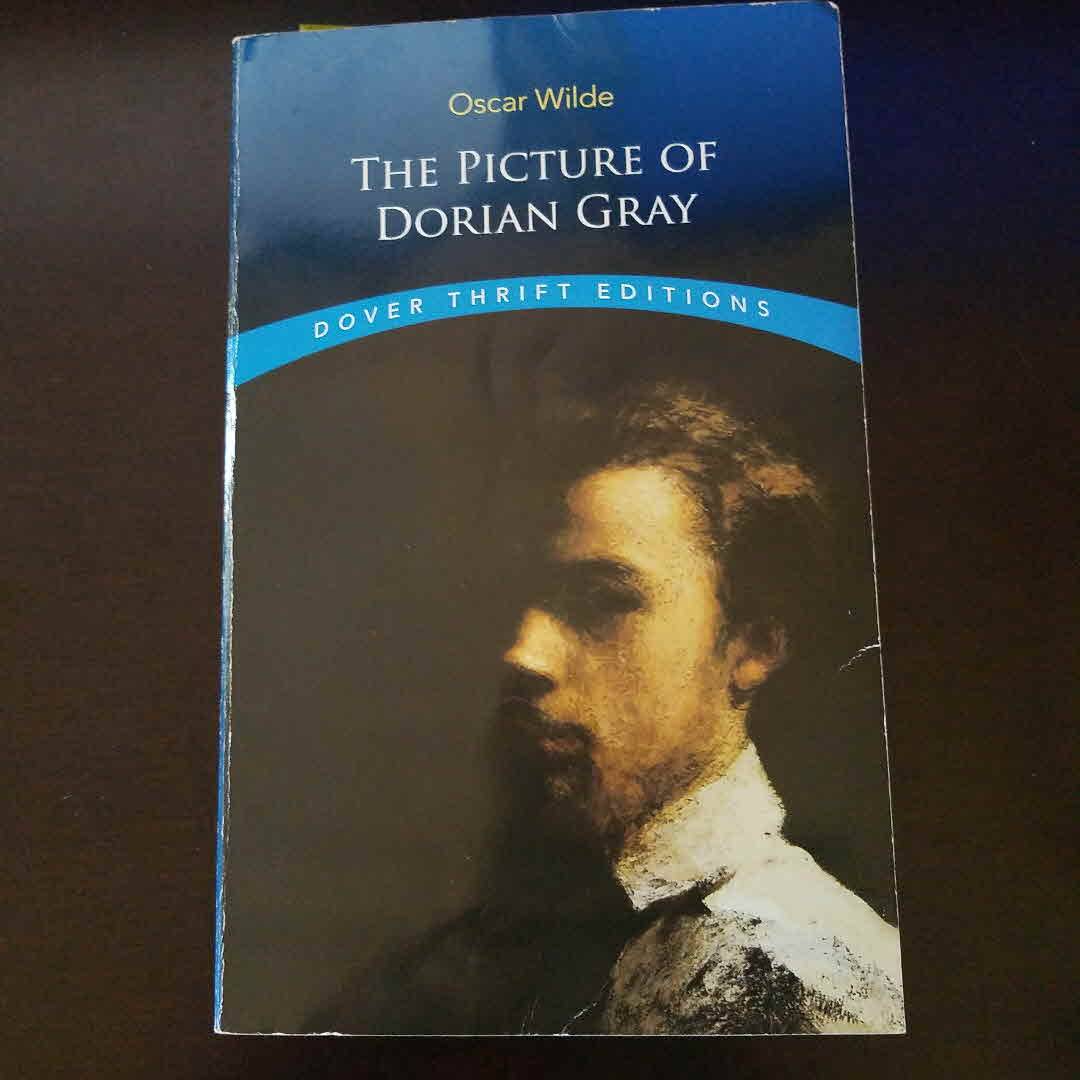 Oscar Wilde
THE PICTURE OF
DORIAN GRAY
DOVER THRIFT EDITIONS